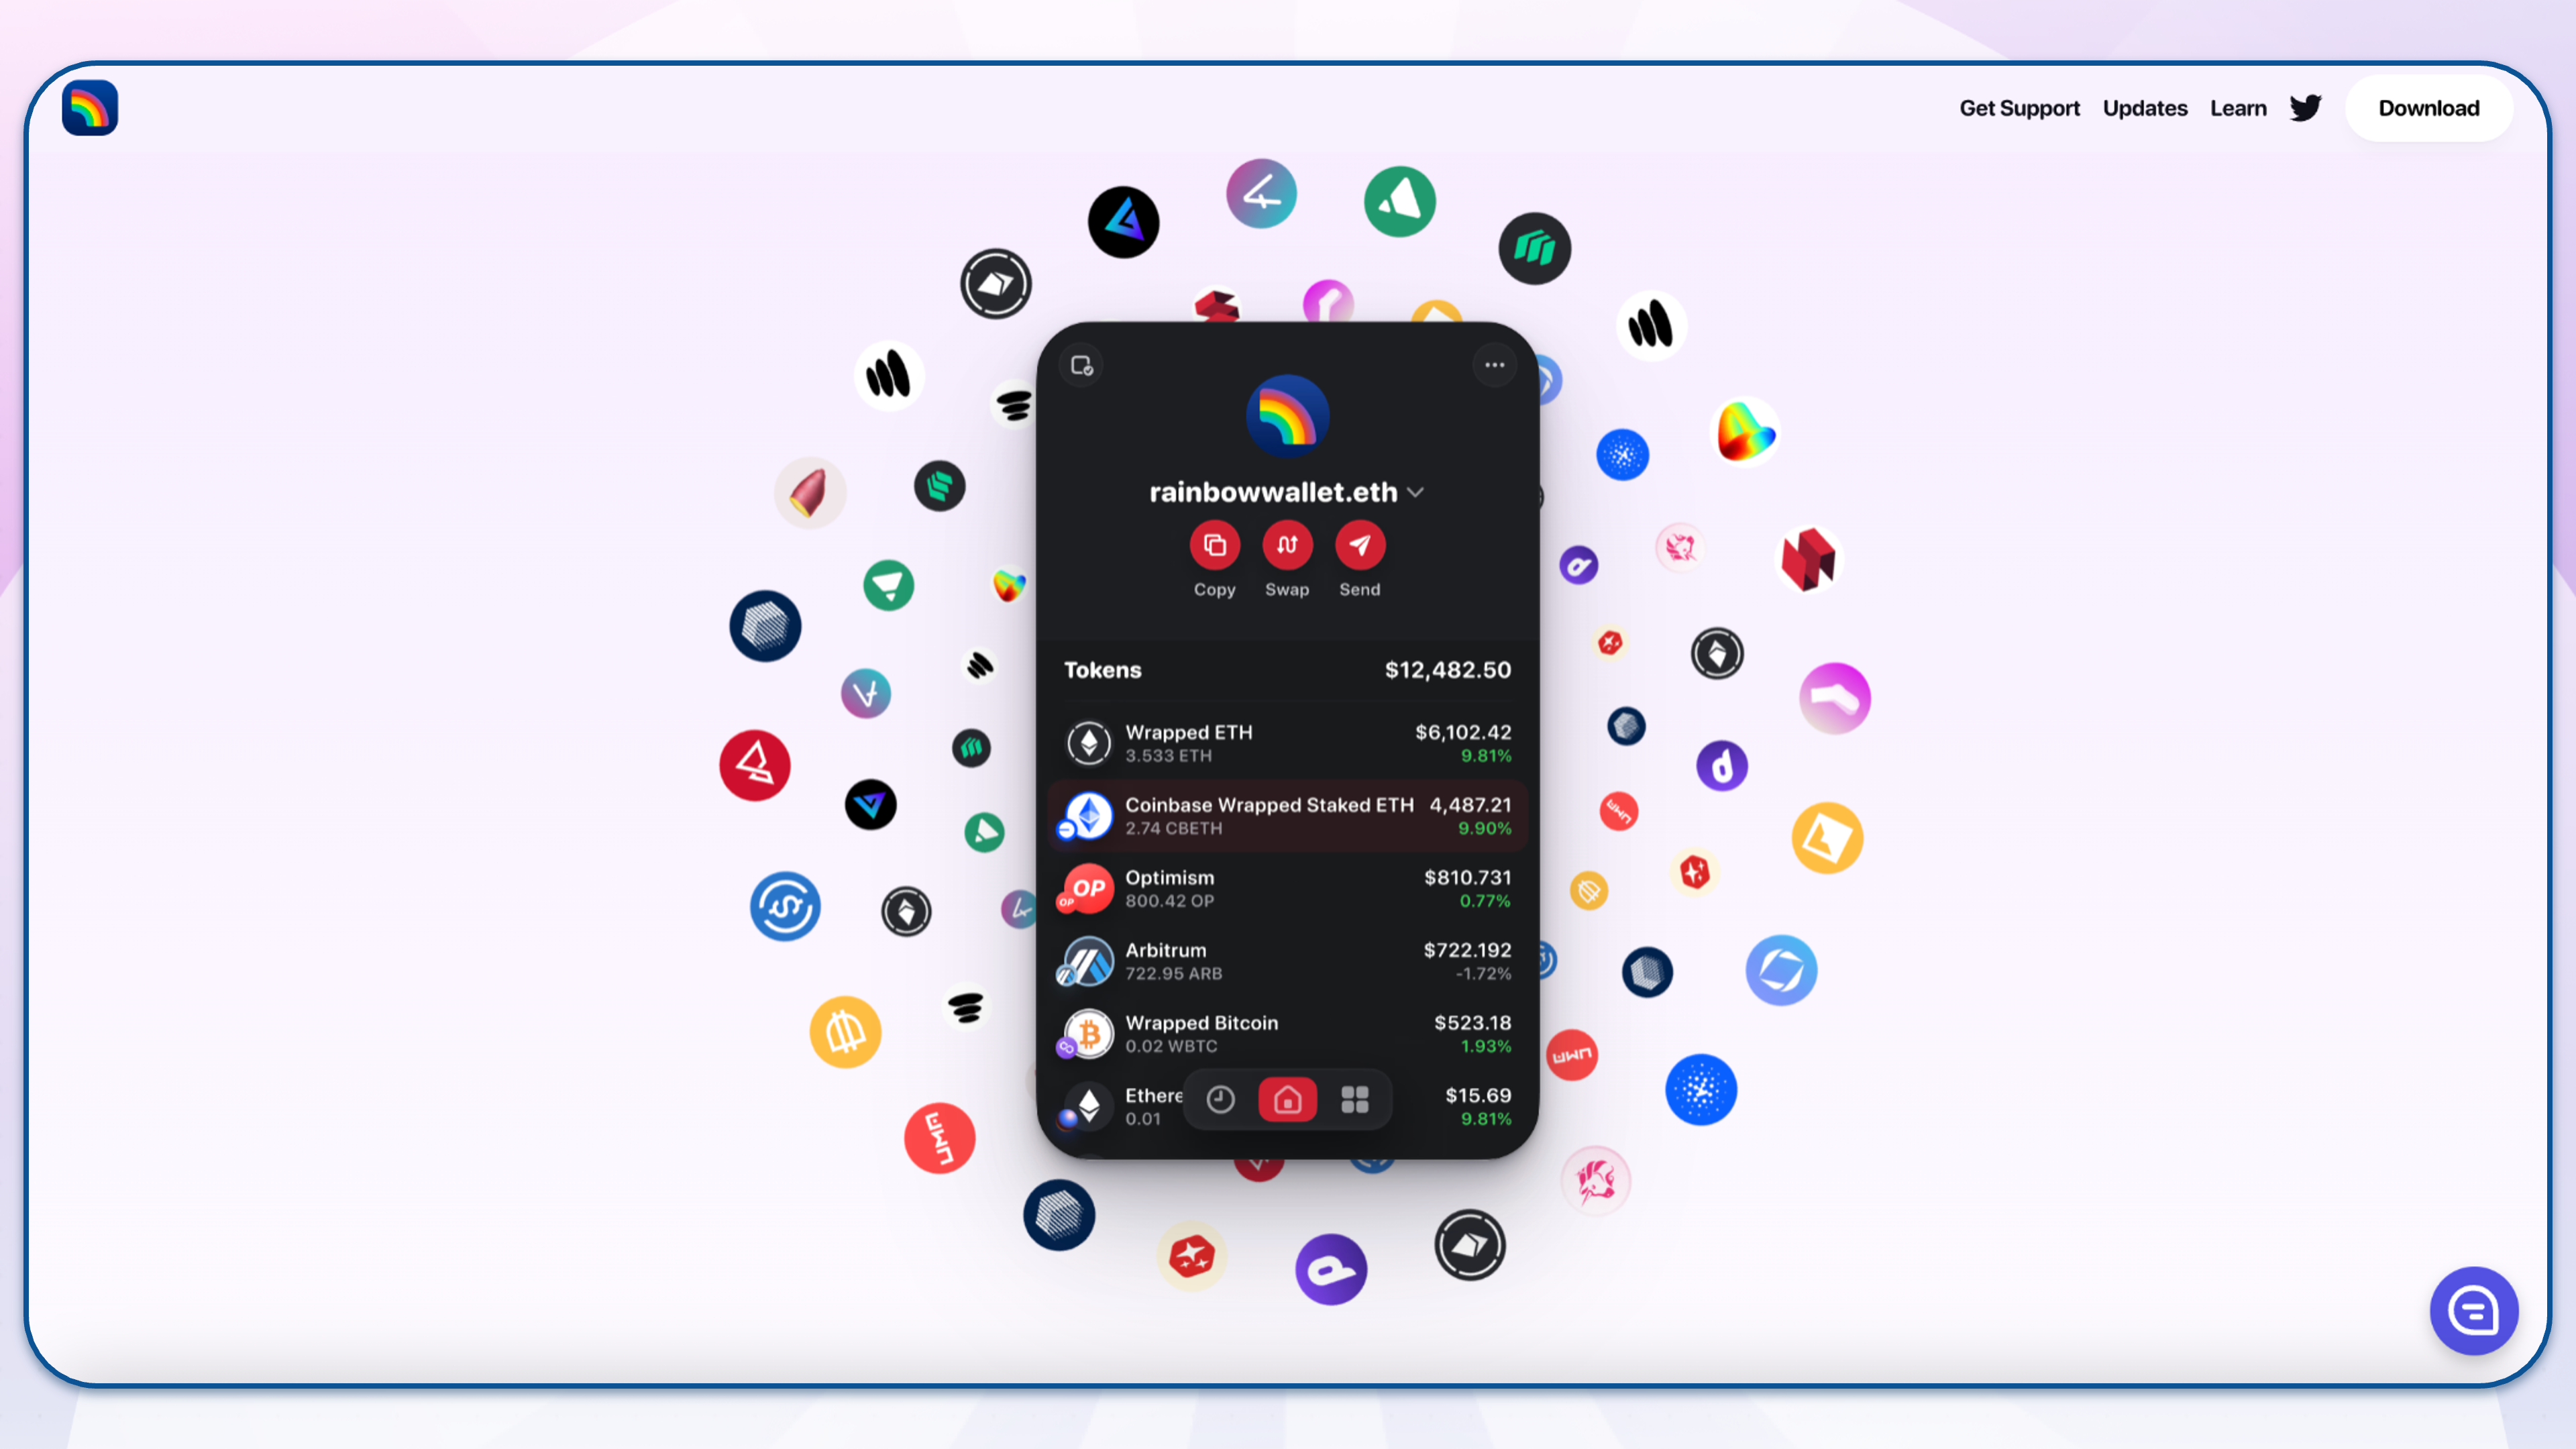 Get Support Updates Learn Download
rainbowwallet.eth
Copy Swap Send
Tokens $12,482.50
Wrapped ETH $6,102.42
3.533 ETH 9.81%
Coinbase Wrapped Staked ETH 4,487.21
2.74 CBETH 9.90%
OP Optimism $810.731
OP 800.42 OP 0.77%
Arbitrum $722.192
722.95 ARB -1.72%
Wrapped Bitcoin $523.18
0.02 WBTC 1.93%
Ethere $15.69
0.01 9.81%